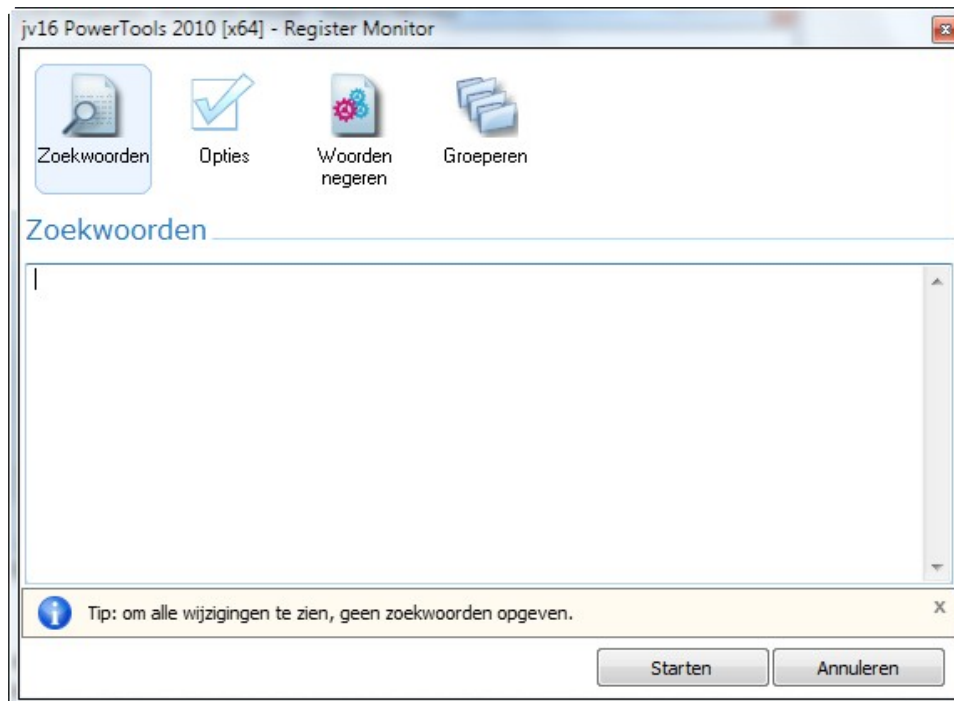 jv16 PowerTools 2010 [x64] - Register Monitor
Zoekwoorden
Opties
Woorden
negeren
Groeperen
Zoekwoorden
Tip: om alle wijzigingen te zien, geen zoekwoorden opgeven.
Starten
Annuleren